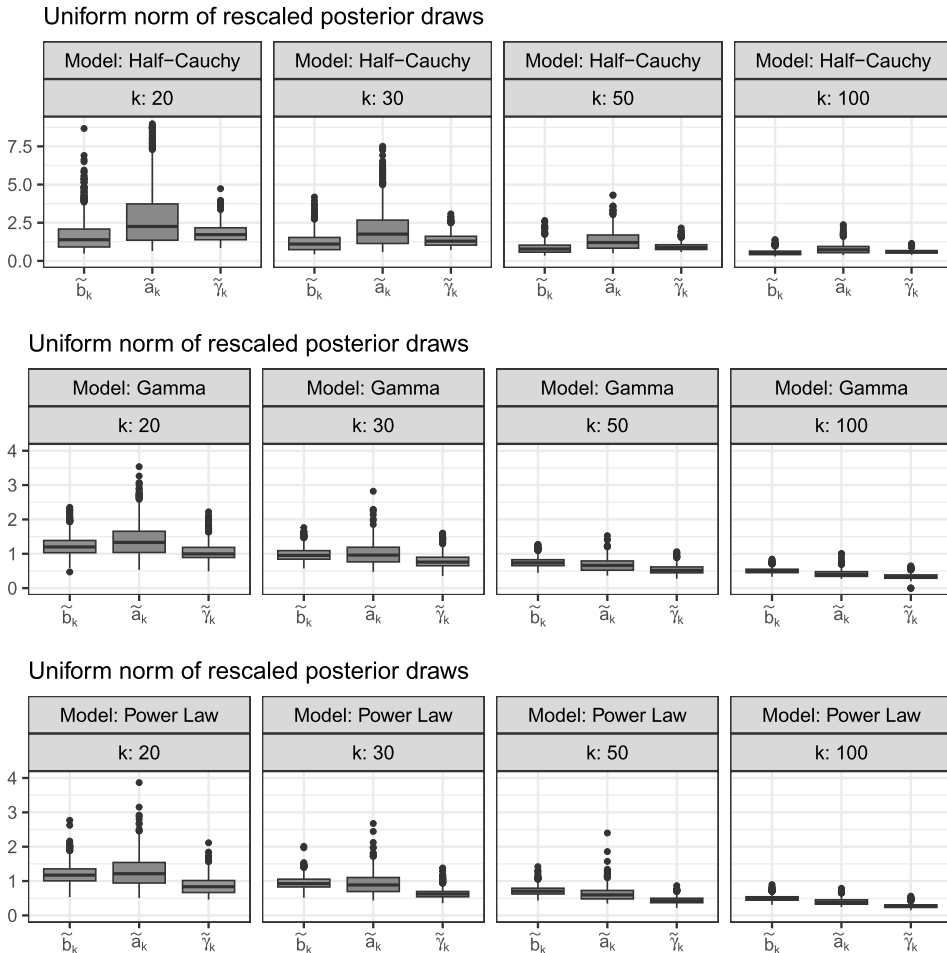 Uniform norm of rescaled posterior draws
Model: Half−Cauchy Model: Half−Cauchy Model: Half−Cauchy Model: Half−Cauchy
k: 20 k: 30 k: 50 k: 100
7.5
5.0
2.5
0.0
b̃ₖ ãₖ γ̃ₖ b̃ₖ ãₖ γ̃ₖ b̃ₖ ãₖ γ̃ₖ b̃ₖ ãₖ γ̃ₖ
Uniform norm of rescaled posterior draws
Model: Gamma Model: Gamma Model: Gamma Model: Gamma
k: 20 k: 30 k: 50 k: 100
4
3
2
1
0
b̃ₖ ãₖ γ̃ₖ b̃ₖ ãₖ γ̃ₖ b̃ₖ ãₖ γ̃ₖ b̃ₖ ãₖ γ̃ₖ
Uniform norm of rescaled posterior draws
Model: Power Law Model: Power Law Model: Power Law Model: Power Law
k: 20 k: 30 k: 50 k: 100
4
3
2
1
0
b̃ₖ ãₖ γ̃ₖ b̃ₖ ãₖ γ̃ₖ b̃ₖ ãₖ γ̃ₖ b̃ₖ ãₖ γ̃ₖ